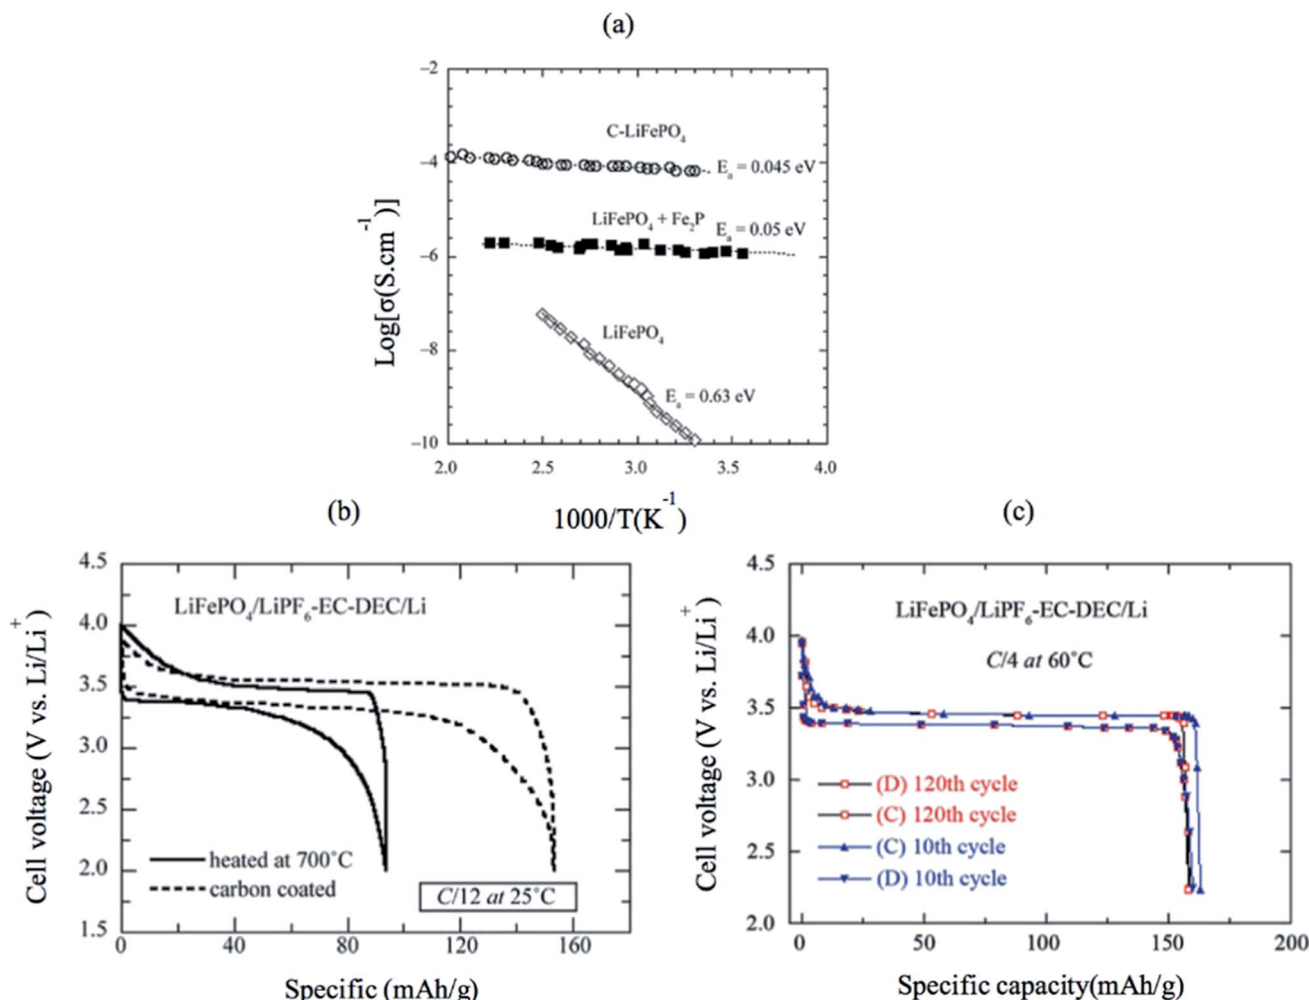 (a)
−2
C-LiFePO₄
−4
Eₐ = 0.045 eV
LiFePO₄ + Fe₂P
Eₐ = 0.05 eV
−6
LiFePO₄
−8
Eₐ = 0.63 eV
−10
2.0 2.5 3.0 3.5 4.0
Log[σ(S.cm⁻¹)]
1000/T(K⁻¹)
(b)
4.5
LiFePO₄/LiPF₆-EC-DEC/Li
4.0
3.5
3.0
2.5
heated at 700°C
2.0
carbon coated
C/12 at 25°C
1.5
0 40 80 120 160
Cell voltage (V vs. Li/Li⁺)
Specific (mAh/g)
(c)
4.5
LiFePO₄/LiPF₆-EC-DEC/Li
4.0
C/4 at 60°C
3.5
3.0
(D) 120th cycle
(C) 120th cycle
2.5
(C) 10th cycle
(D) 10th cycle
2.0
0 50 100 150 200
Cell voltage (V vs. Li/Li⁺)
Specific capacity(mAh/g)